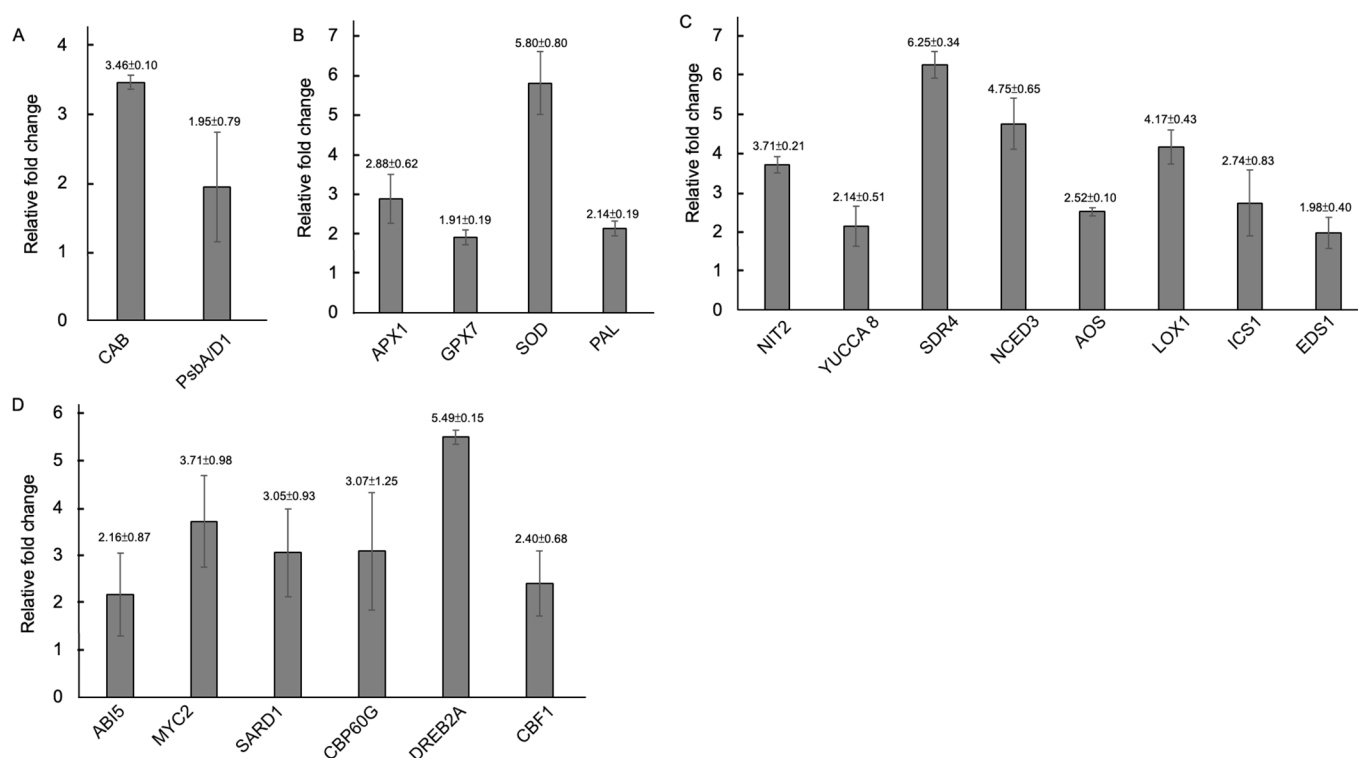 A
Relative fold change
4
3
2
1
0
3.46±0.10
1.95±0.79
CAB
PsbA/D1
B
Relative fold change
7
6
5
4
3
2
1
0
2.88±0.62
1.91±0.19
5.80±0.80
2.14±0.19
APX1
GPX7
SOD
PAL
C
Relative fold change
7
6
5
4
3
2
1
0
3.71±0.21
2.14±0.51
6.25±0.34
4.75±0.65
2.52±0.10
4.17±0.43
2.74±0.83
1.98±0.40
NIT2
YUCCA 8
SDR4
NCED3
AOS
LOX1
ICS1
EDS1
D
Relative fold change
6
5
4
3
2
1
0
2.16±0.87
3.71±0.98
3.05±0.93
3.07±1.25
5.49±0.15
2.40±0.68
ABI5
MYC2
SARD1
CBP60G
DREB2A
CBF1